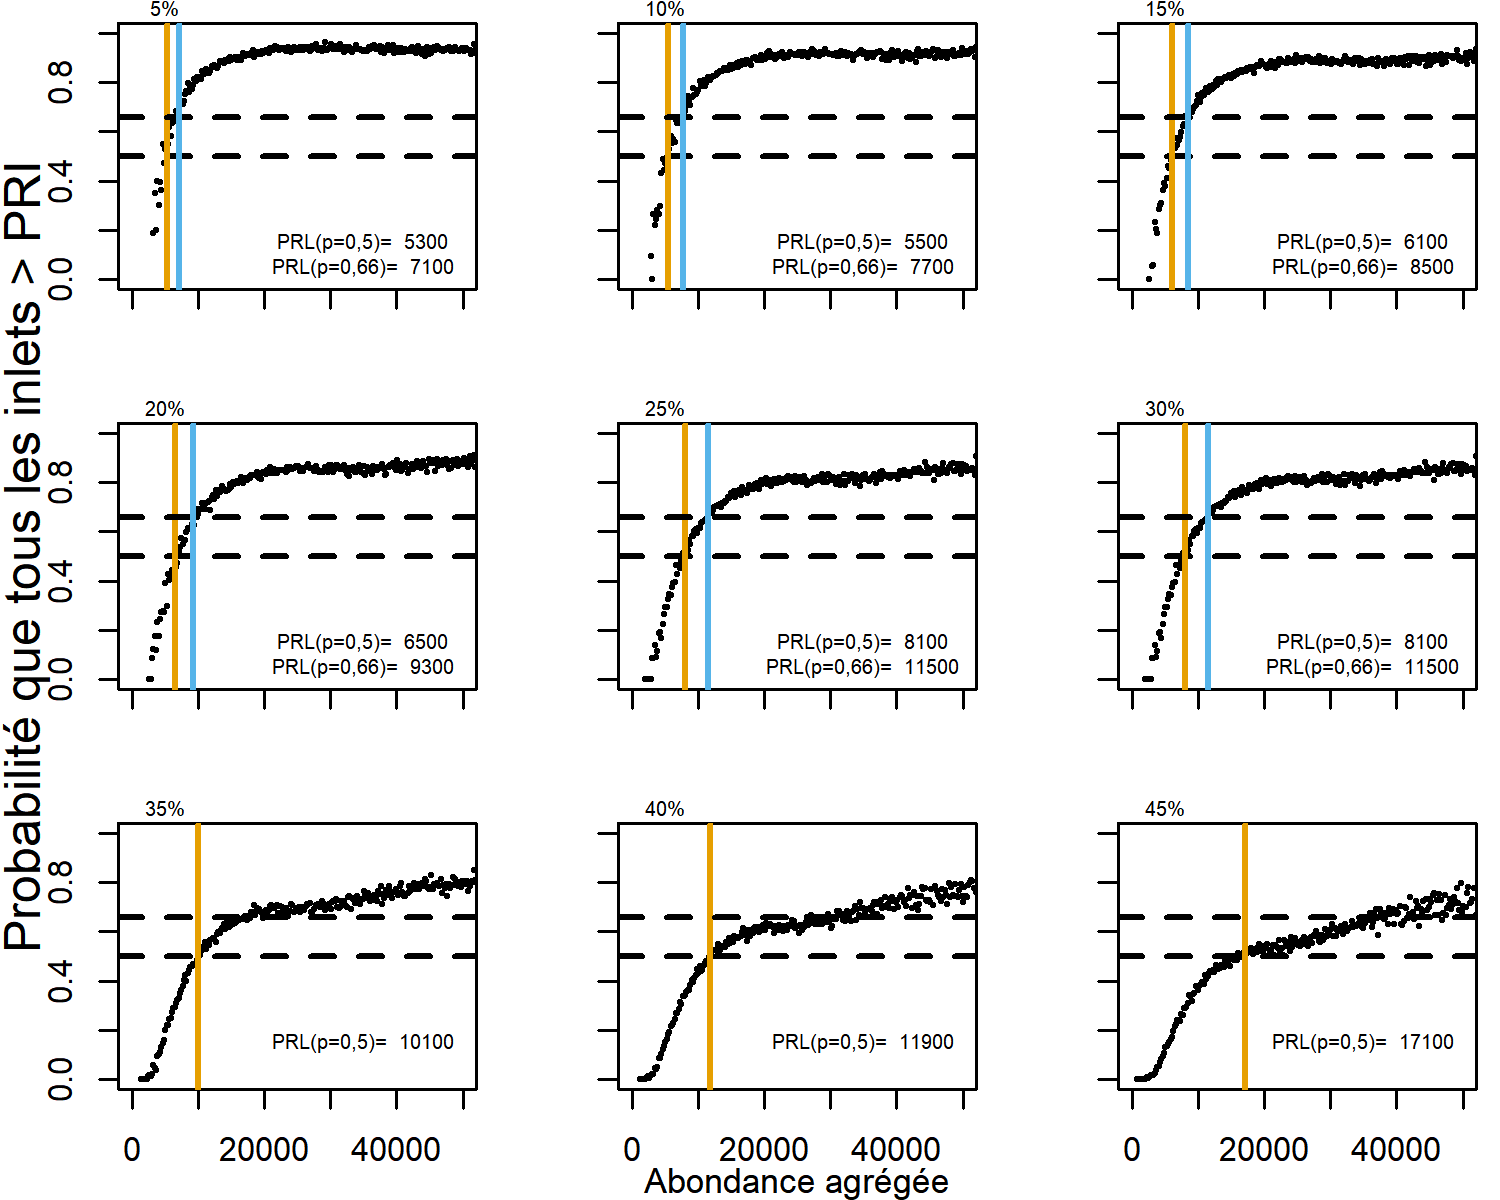 Probabilité que tous les inlets > PRI
5%
10%
15%
0.0 0.4 0.8
PRL(p=0,5)= 5300
PRL(p=0,66)= 7100
PRL(p=0,5)= 5500
PRL(p=0,66)= 7700
PRL(p=0,5)= 6100
PRL(p=0,66)= 8500
20%
25%
30%
0.0 0.4 0.8
PRL(p=0,5)= 6500
PRL(p=0,66)= 9300
PRL(p=0,5)= 8100
PRL(p=0,66)= 11500
PRL(p=0,5)= 8100
PRL(p=0,66)= 11500
35%
40%
45%
0.0 0.4 0.8
PRL(p=0,5)= 10100
PRL(p=0,5)= 11900
PRL(p=0,5)= 17100
0 20000 40000
0 20000 40000
0 20000 40000
Abondance agrégée